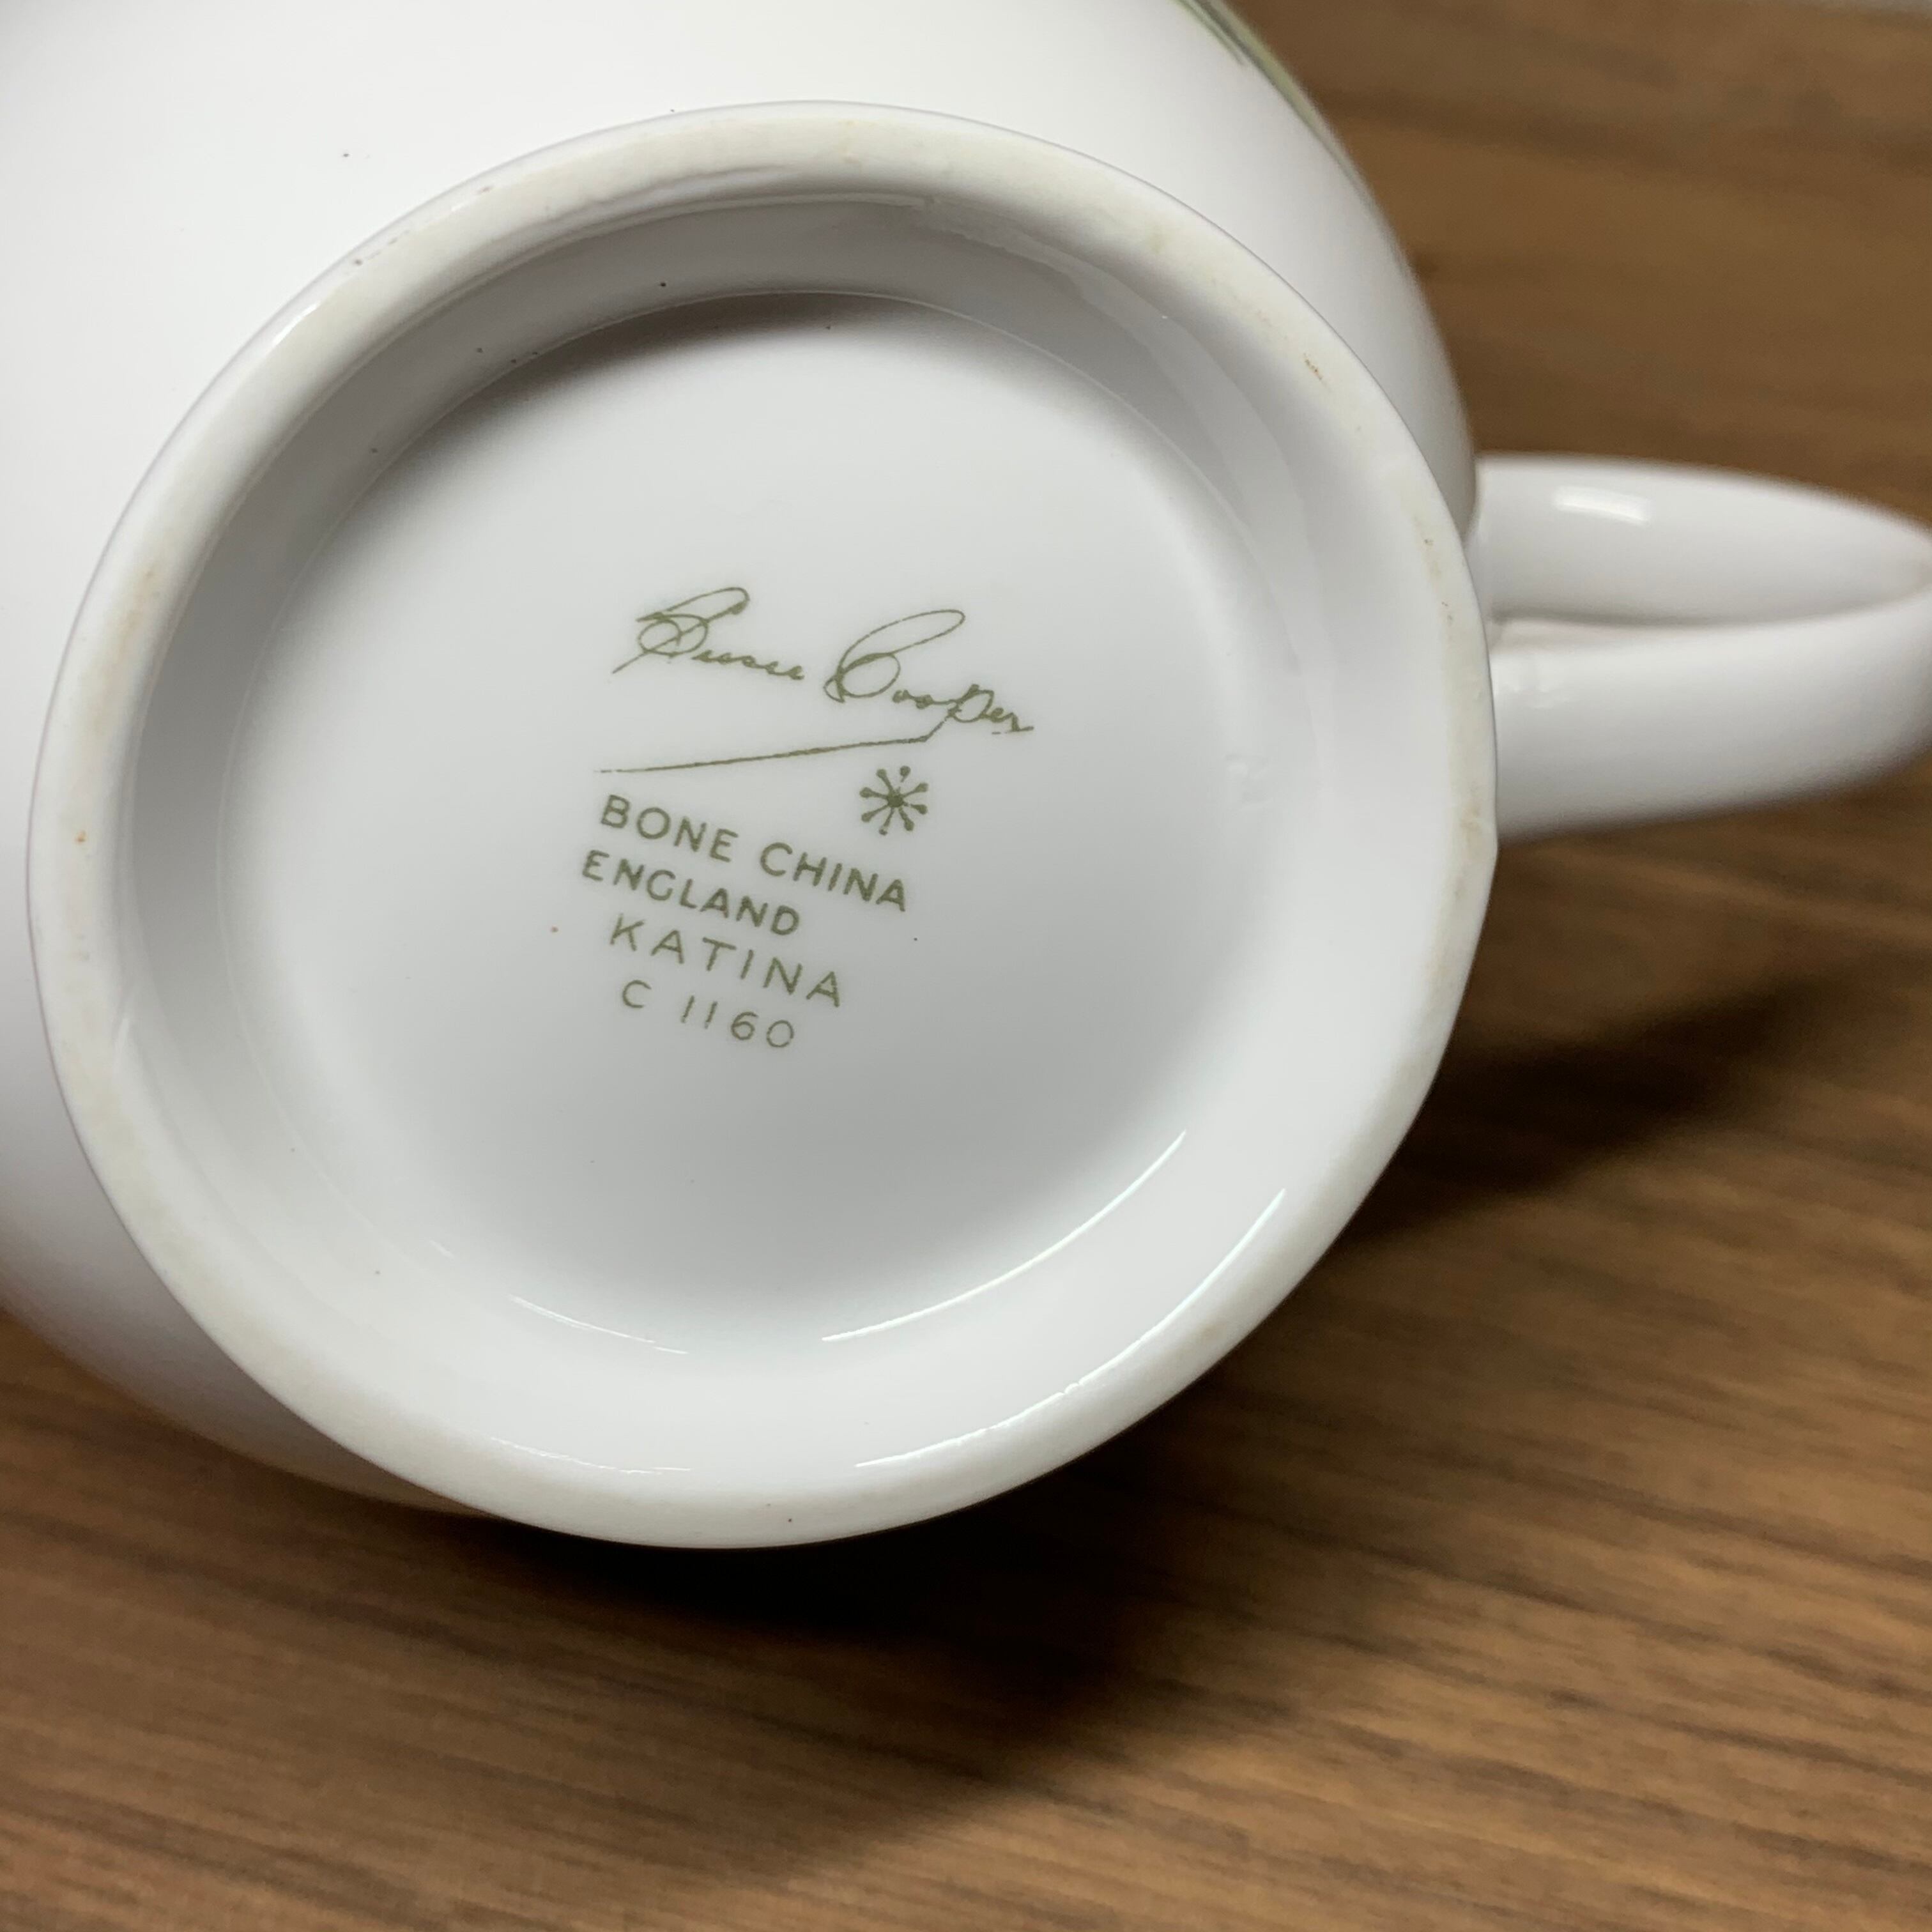 Susie Cooper
BONE CHINA
ENGLAND
KATINA
C 1160